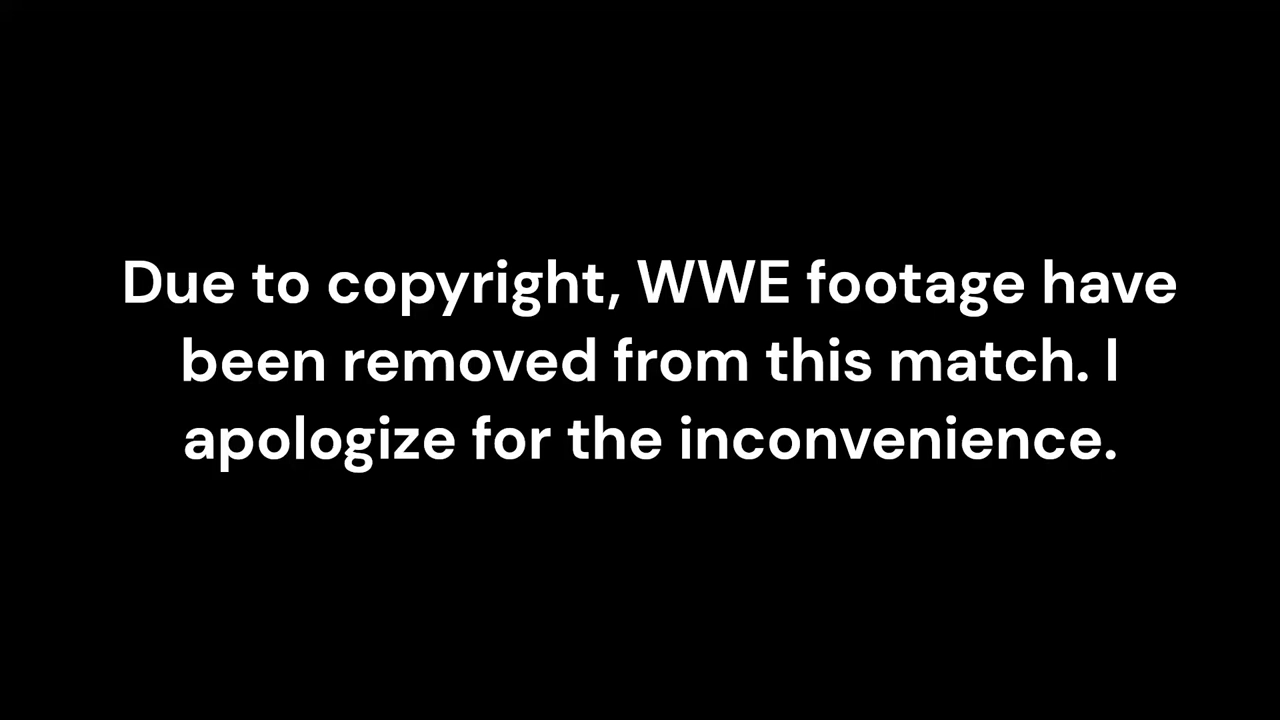 Due to copyright, WWE footage have
been removed from this match. I
apologize for the inconvenience.